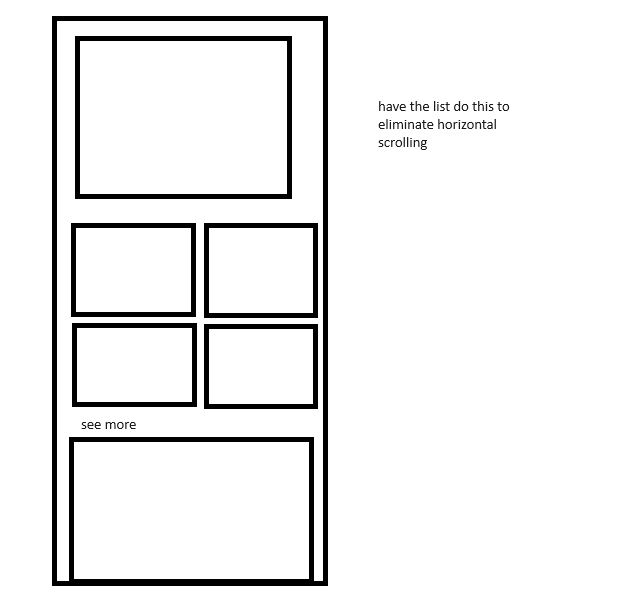 have the list do this to
eliminate horizontal
scrolling
see more